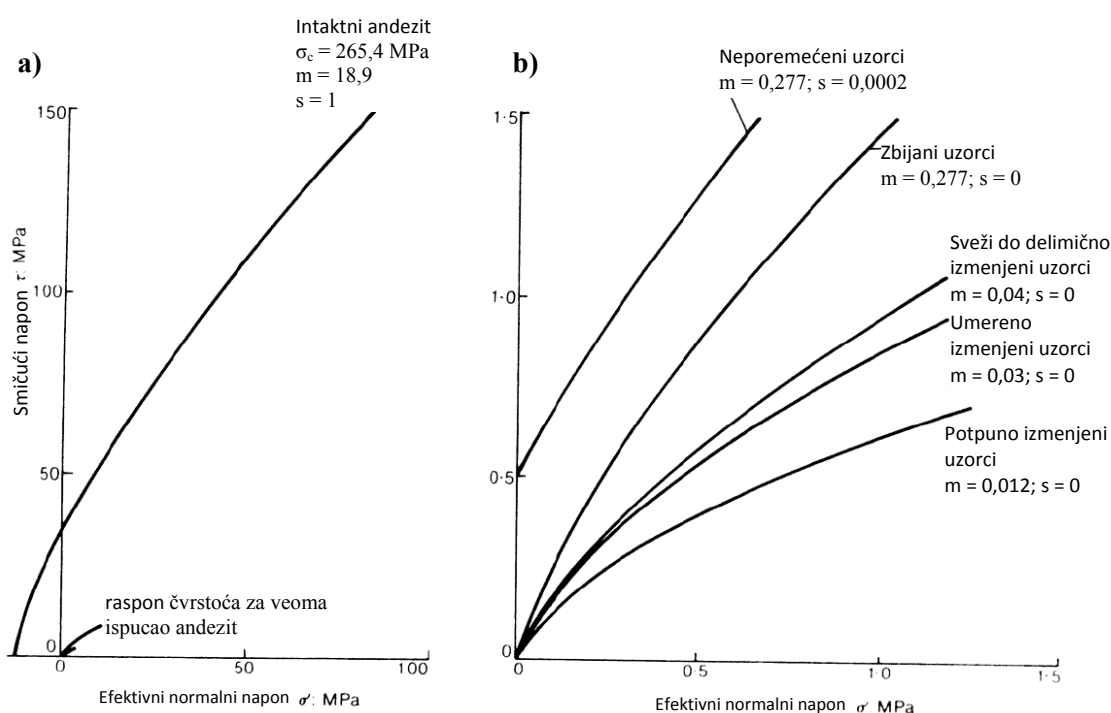 a)
Intaktni andezit
σc = 265,4 MPa
m = 18,9
s = 1
150
100
50
0
Smičući napon τ: MPa
raspon čvrstoća za veoma
ispucao andezit
0
50
100
Efektivni normalni napon σ': MPa
b)
Neporemećeni uzorci
m = 0,277; s = 0,0002
Zbijani uzorci
m = 0,277; s = 0
Sveži do delimično
izmenjeni uzorci
m = 0,04; s = 0
Umereno
izmenjeni uzorci
m = 0,03; s = 0
Potpuno izmenjeni
uzorci
m = 0,012; s = 0
1·5
1·0
0·5
0
0
0·5
1·0
1·5
Efektivni normalni napon σ' MPa